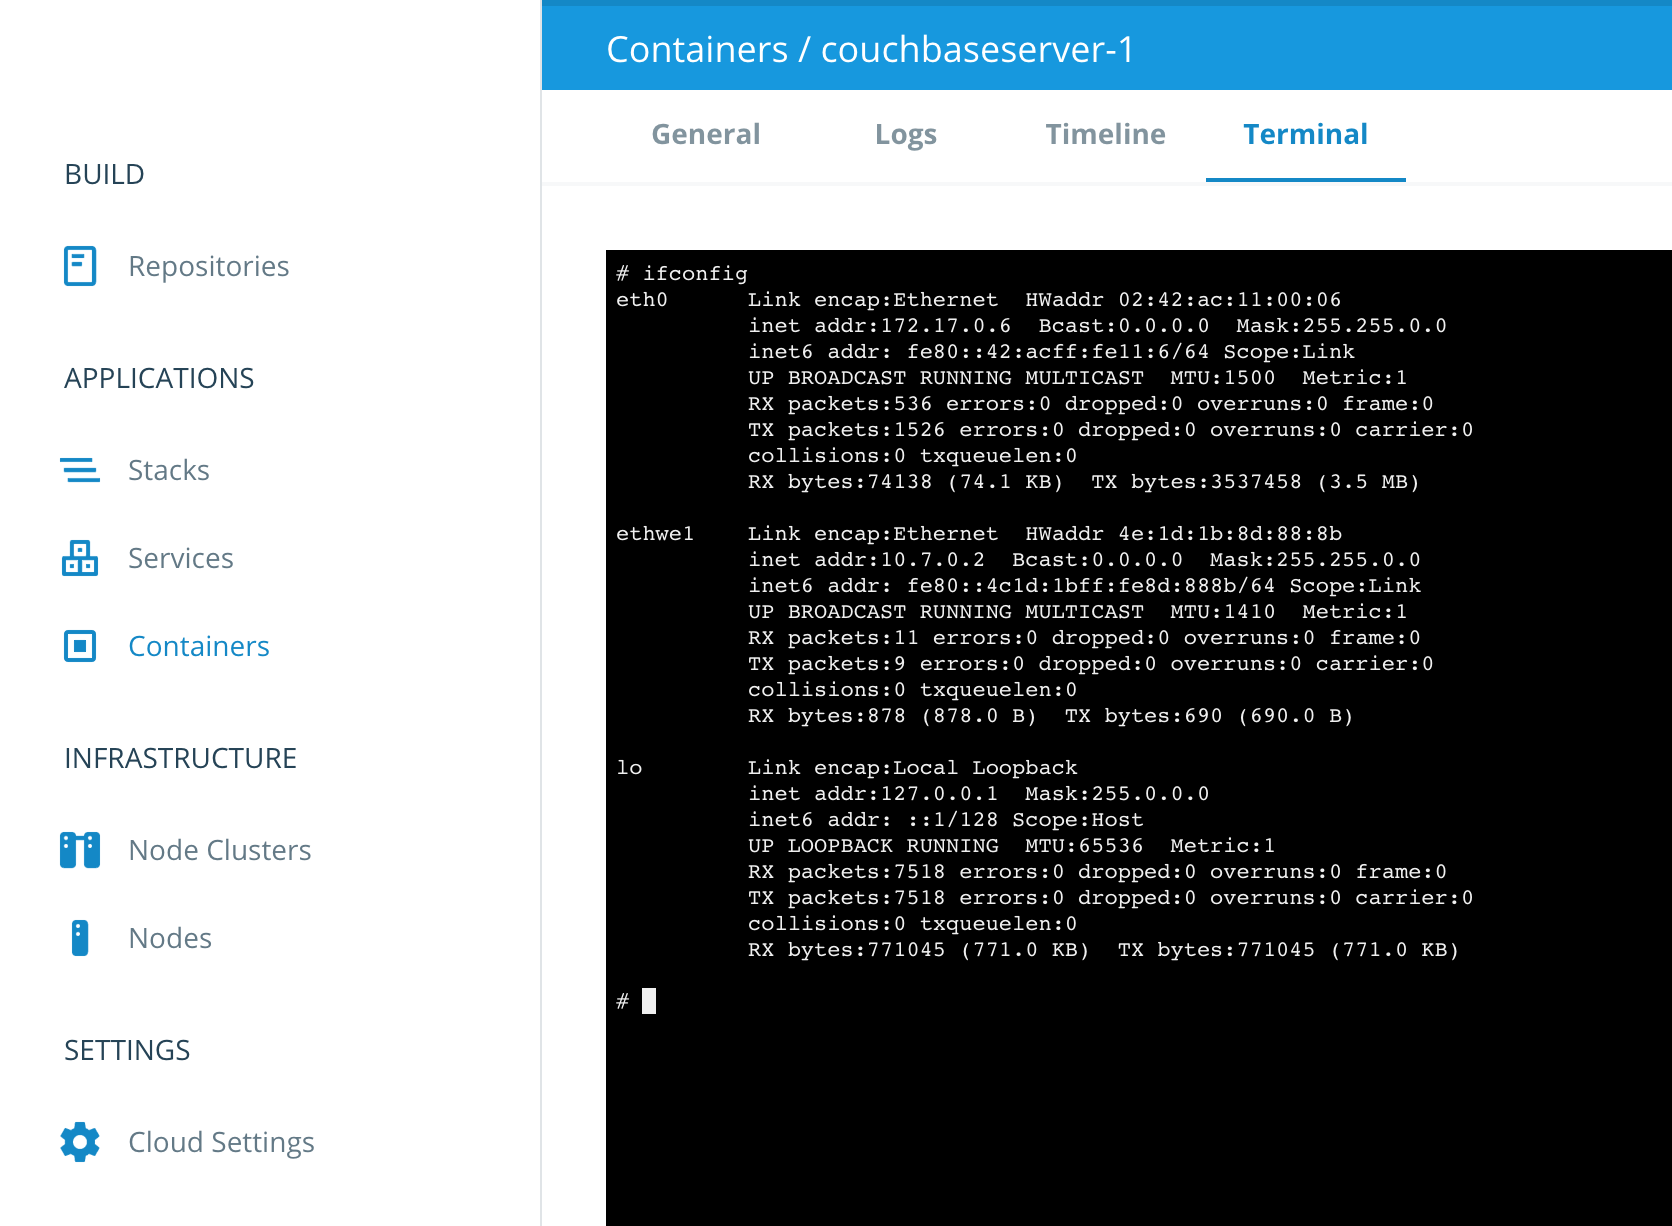 Containers / couchbaseserver-1
General Logs Timeline Terminal
BUILD
Repositories
APPLICATIONS
Stacks
Services
Containers
INFRASTRUCTURE
Node Clusters
Nodes
SETTINGS
Cloud Settings
# ifconfig
eth0      Link encap:Ethernet  HWaddr 02:42:ac:11:00:06
          inet addr:172.17.0.6  Bcast:0.0.0.0  Mask:255.255.0.0
          inet6 addr: fe80::42:acff:fe11:6/64 Scope:Link
          UP BROADCAST RUNNING MULTICAST  MTU:1500  Metric:1
          RX packets:536 errors:0 dropped:0 overruns:0 frame:0
          TX packets:1526 errors:0 dropped:0 overruns:0 carrier:0
          collisions:0 txqueuelen:0
          RX bytes:74138 (74.1 KB)  TX bytes:3537458 (3.5 MB)
ethwe1    Link encap:Ethernet  HWaddr 4e:1d:1b:8d:88:8b
          inet addr:10.7.0.2  Bcast:0.0.0.0  Mask:255.255.0.0
          inet6 addr: fe80::4c1d:1bff:fe8d:888b/64 Scope:Link
          UP BROADCAST RUNNING MULTICAST  MTU:1410  Metric:1
          RX packets:11 errors:0 dropped:0 overruns:0 frame:0
          TX packets:9 errors:0 dropped:0 overruns:0 carrier:0
          collisions:0 txqueuelen:0
          RX bytes:878 (878.0 B)  TX bytes:690 (690.0 B)
lo        Link encap:Local Loopback
          inet addr:127.0.0.1  Mask:255.0.0.0
          inet6 addr: ::1/128 Scope:Host
          UP LOOPBACK RUNNING  MTU:65536  Metric:1
          RX packets:7518 errors:0 dropped:0 overruns:0 frame:0
          TX packets:7518 errors:0 dropped:0 overruns:0 carrier:0
          collisions:0 txqueuelen:0
          RX bytes:771045 (771.0 KB)  TX bytes:771045 (771.0 KB)
#